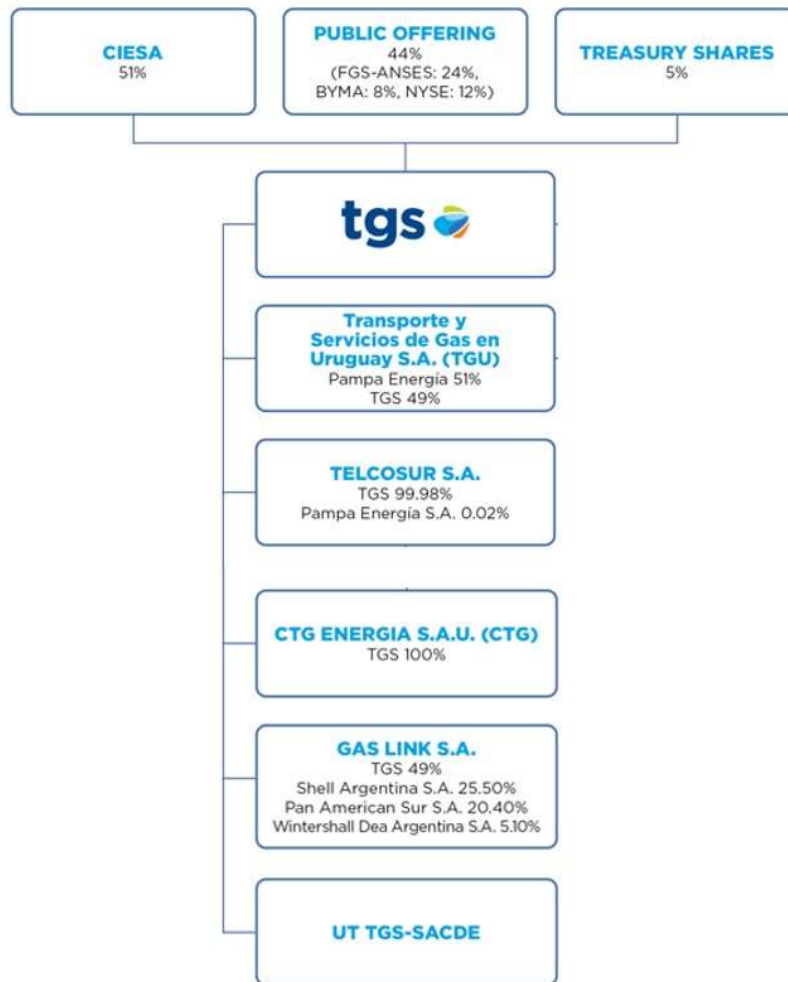 CIESA
51%
PUBLIC OFFERING
44%
(FGS-ANSES: 24%,
BYMA: 8%, NYSE: 12%)
TREASURY SHARES
5%
tgs
Transporte y
Servicios de Gas en
Uruguay S.A. (TGU)
Pampa Energía 51%
TGS 49%
TELCOSUR S.A.
TGS 99.98%
Pampa Energía S.A. 0.02%
CTG ENERGIA S.A.U. (CTG)
TGS 100%
GAS LINK S.A.
TGS 49%
Shell Argentina S.A. 25.50%
Pan American Sur S.A. 20.40%
Wintershall Dea Argentina S.A. 5.10%
UT TGS-SACDE